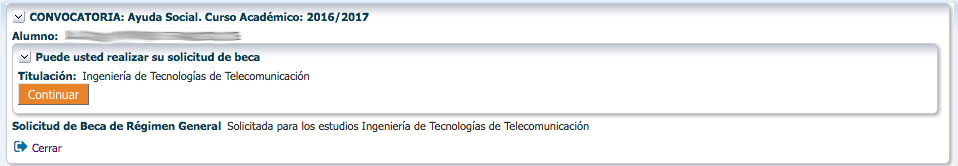 CONVOCATORIA: Ayuda Social. Curso Académico: 2016/2017
Alumno:
Puede usted realizar su solicitud de beca
Titulación: Ingeniería de Tecnologías de Telecomunicación
Continuar
Solicitud de Beca de Régimen General Solicitada para los estudios Ingeniería de Tecnologías de Telecomunicación
Cerrar